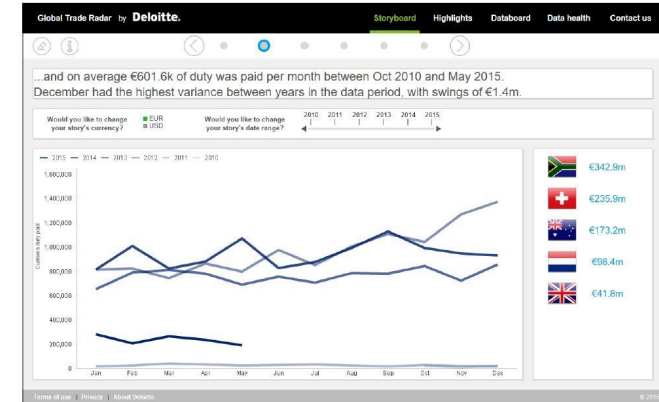 Global Trade Radar by Deloitte.
Storyboard Highlights Databoard Data health Contact us
...and on average €601.6k of duty was paid per month between Oct 2010 and May 2015.
December had the highest variance between years in the data period, with swings of €1.4m.
Would you like to change your story's currency?
EUR
USD
Would you like to change your story's date range?
2010 2011 2012 2013 2014 2015
2015 2014 2013 2012 2011 2010
1,600,000
1,400,000
1,200,000
1,000,000
800,000
600,000
400,000
200,000
0
Customs duty paid
Jan Feb Mar Apr May Jun Jul Aug Sep Oct Nov Dec
€342.9m
€235.9m
€173.2m
€98.4m
€41.8m
Terms of use | Privacy | About Deloitte